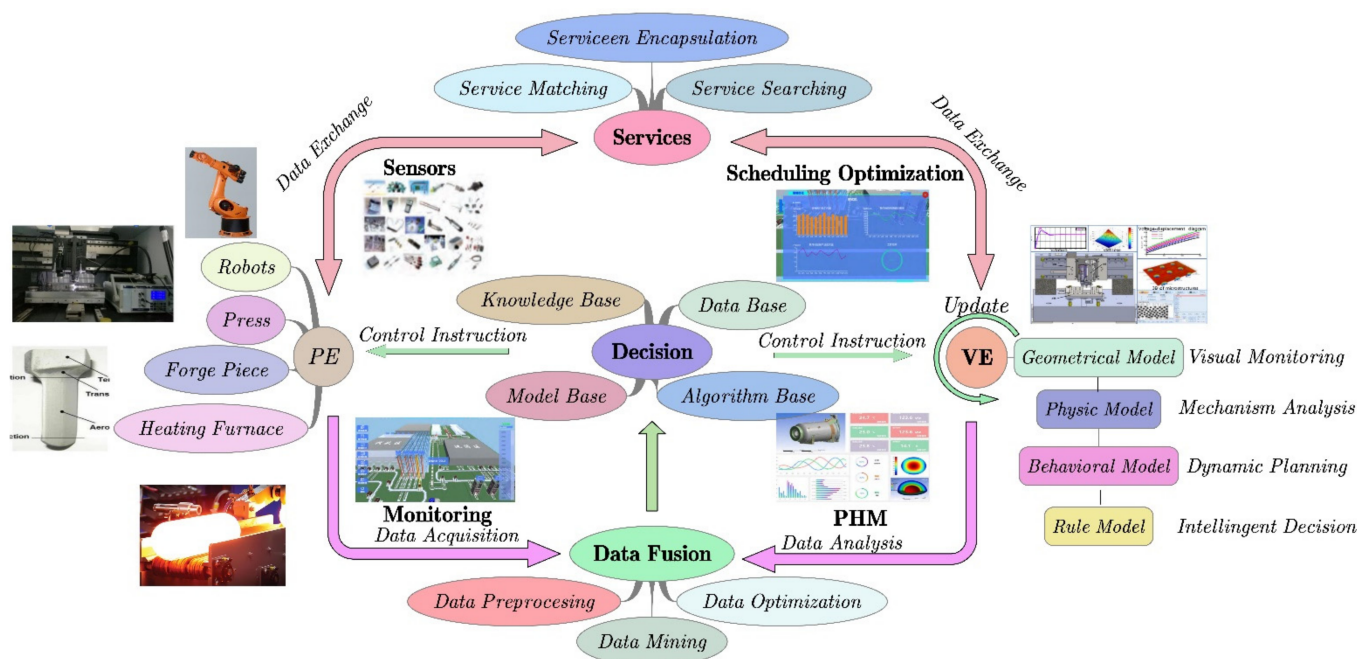 Serviceen Encapsulation
Service Matching
Service Searching
Services
Data Exchange
Data Exchange
Sensors
Scheduling Optimization
Robots
Press
Forge Piece
Heating Furnace
PE
Control Instruction
Knowledge Base
Data Base
Decision
Model Base
Algorithm Base
Control Instruction
Update
VE
Geometrical Model
Visual Monitoring
Physic Model
Mechanism Analysis
Behavioral Model
Dynamic Planning
Rule Model
Intellingent Decision
Trans
Aero
Monitoring
Data Acquisition
PHM
Data Analysis
Data Fusion
Data Preprocesing
Data Optimization
Data Mining